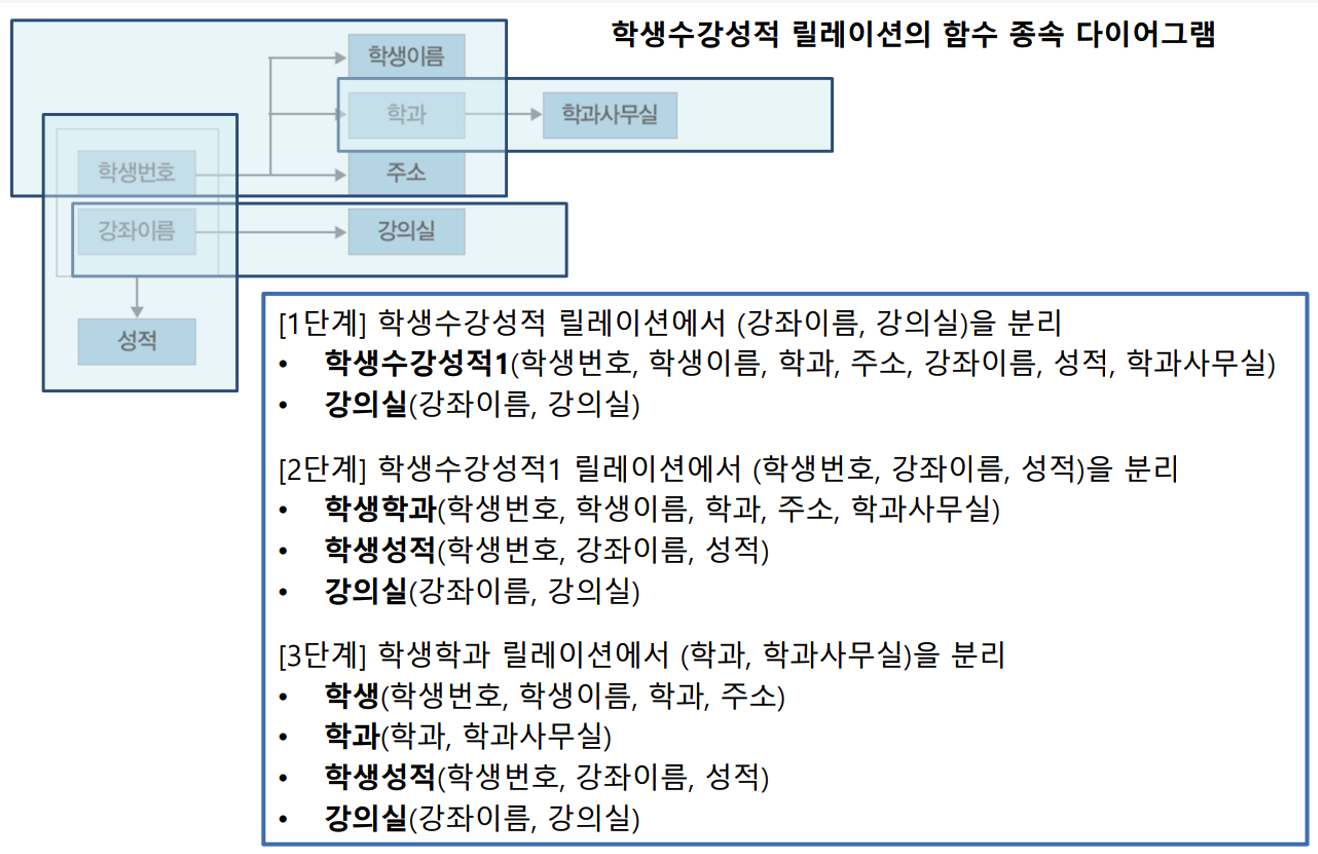 학생수강성적 릴레이션의 함수 종속 다이어그램
학생이름
학과
학과사무실
학생번호
주소
강좌이름
강의실
성적
[1단계] 학생수강성적 릴레이션에서 (강좌이름, 강의실)을 분리
• 학생수강성적1(학생번호, 학생이름, 학과, 주소, 강좌이름, 성적, 학과사무실)
• 강의실(강좌이름, 강의실)
[2단계] 학생수강성적1 릴레이션에서 (학생번호, 강좌이름, 성적)을 분리
• 학생학과(학생번호, 학생이름, 학과, 주소, 학과사무실)
• 학생성적(학생번호, 강좌이름, 성적)
• 강의실(강좌이름, 강의실)
[3단계] 학생학과 릴레이션에서 (학과, 학과사무실)을 분리
• 학생(학생번호, 학생이름, 학과, 주소)
• 학과(학과, 학과사무실)
• 학생성적(학생번호, 강좌이름, 성적)
• 강의실(강좌이름, 강의실)